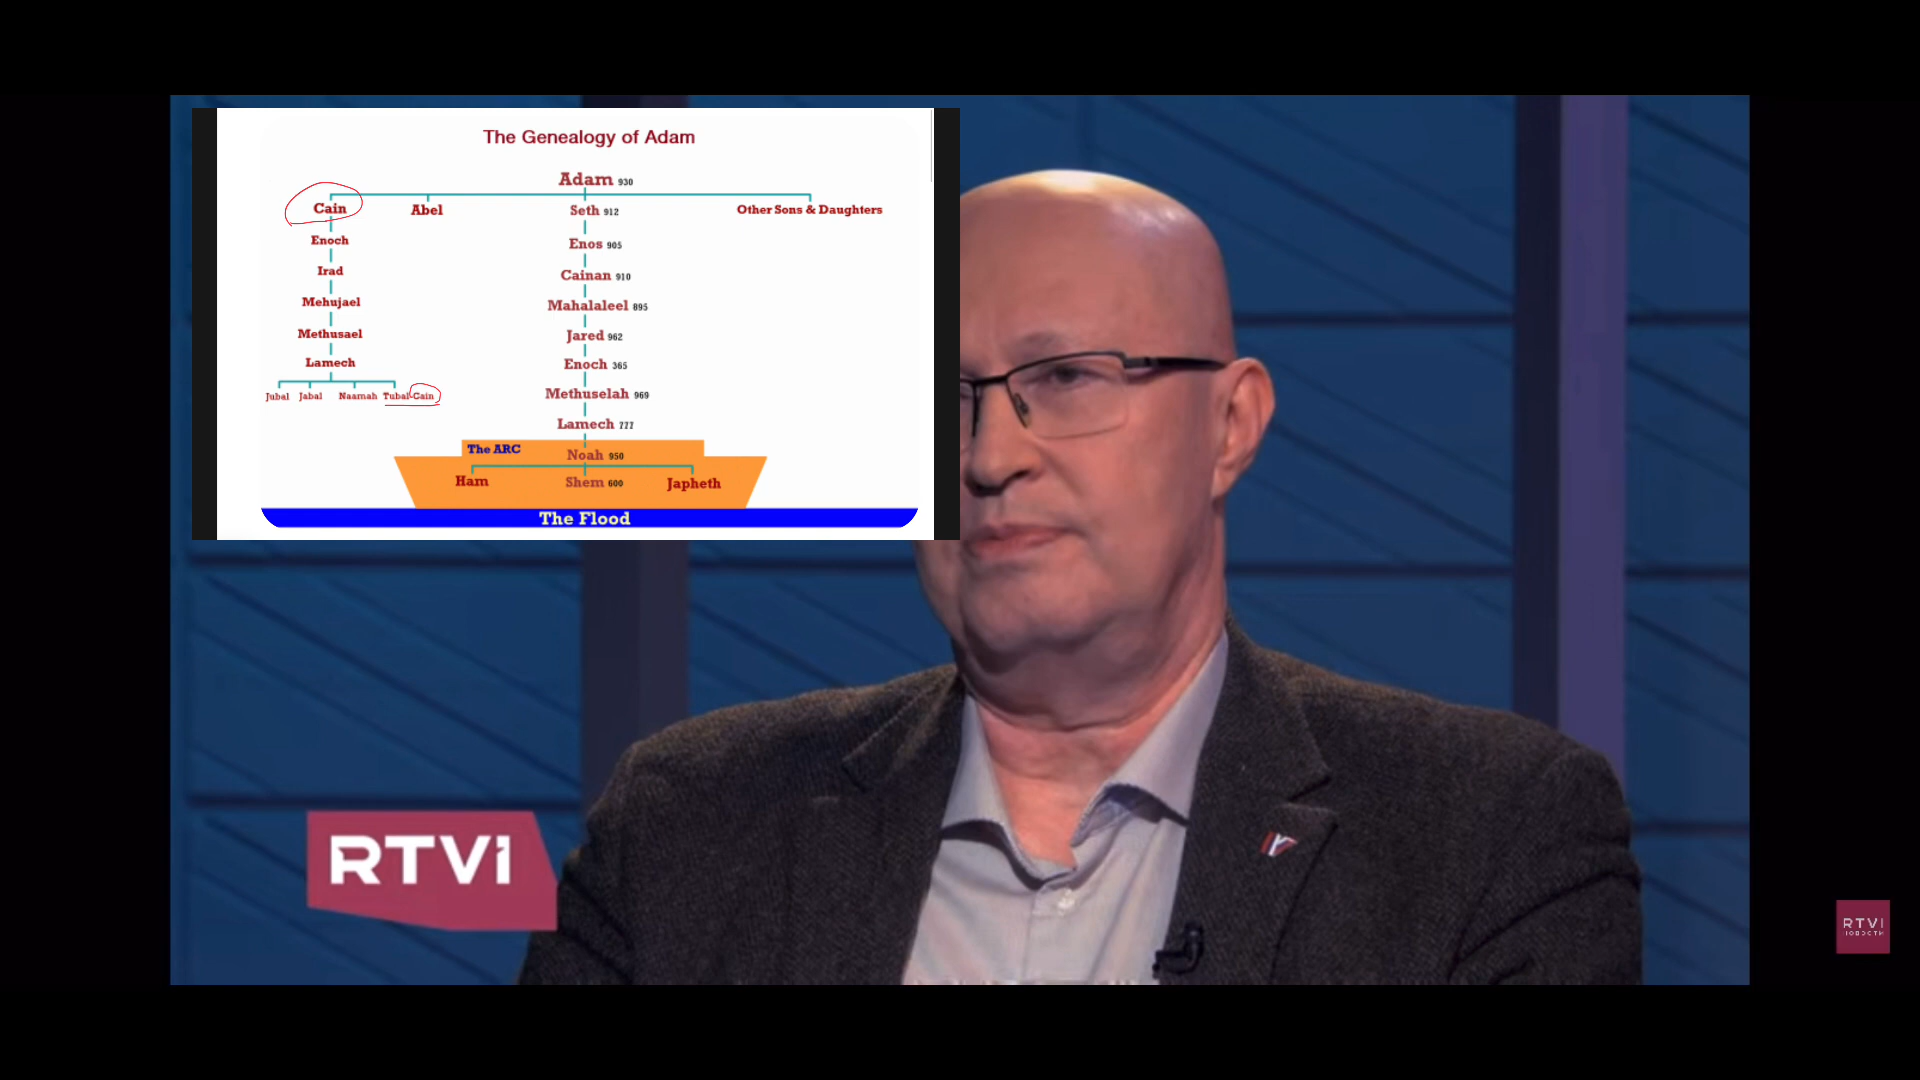 The Genealogy of Adam
Adam 930
Cain Abel Seth 912 Other Sons & Daughters
Enoch Enos 905
Irad Cainan 910
Mehujael Mahalaleel 895
Methusael Jared 962
Lamech Enoch 365
Jubal Jabal Naamah Tubal-Cain Methuselah 969
Lamech 777
The ARC Noah 950
Ham Shem 600 Japheth
The Flood
RTVi
RTVI
НОВОСТИ